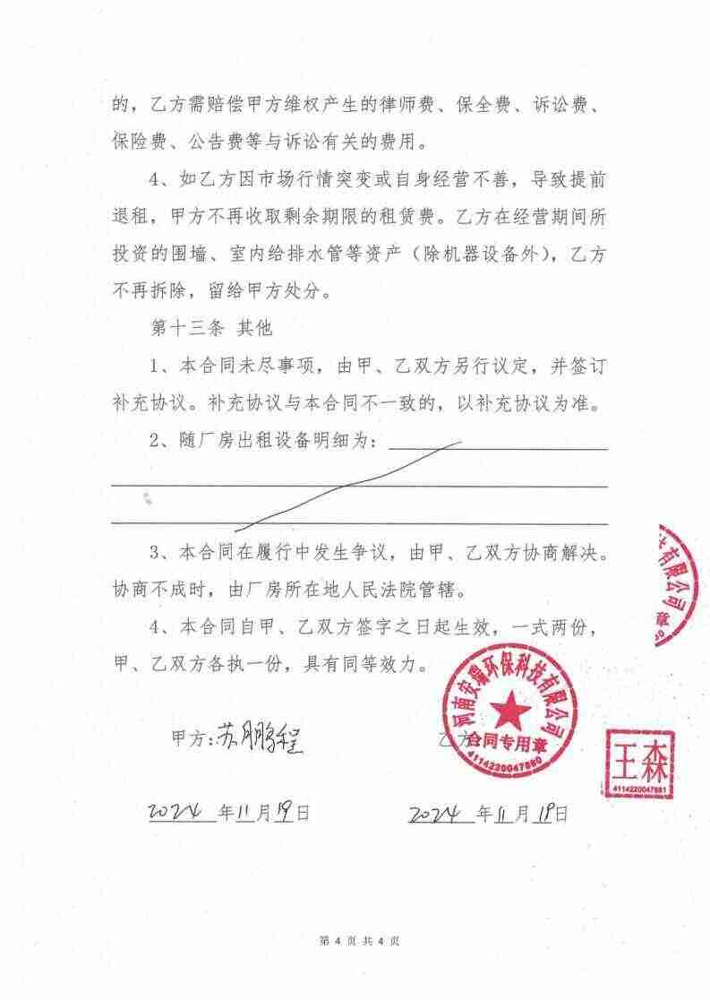 的，乙方需赔偿甲方维权产生的律师费、保全费、诉讼费、
保险费、公告费等与诉讼有关的费用。
4、如乙方因市场行情突变或自身经营不善，导致提前
退租，甲方不再收取剩余期限的租赁费。乙方在经营期间所
投资的围墙、室内给排水管等资产（除机器设备外），乙方
不再拆除，留给甲方处分。
第十三条 其他
1、本合同未尽事项，由甲、乙双方另行议定，并签订
补充协议。补充协议与本合同不一致的，以补充协议为准。
2、随厂房出租设备明细为：
3、本合同在履行中发生争议，由甲、乙双方协商解决。
协商不成时，由厂房所在地人民法院管辖。
有限公司
章
4、本合同自甲、乙双方签字之日起生效，一式两份，
甲、乙双方各执一份，具有同等效力。
河南安瑞环保科技有限公司
甲方：苏鹏程
乙方：
合同专用章
4114220047880
王森
4114220047881
2024 年 11 月 19 日
2024 年 11 月 19 日
第 4 页 共 4 页